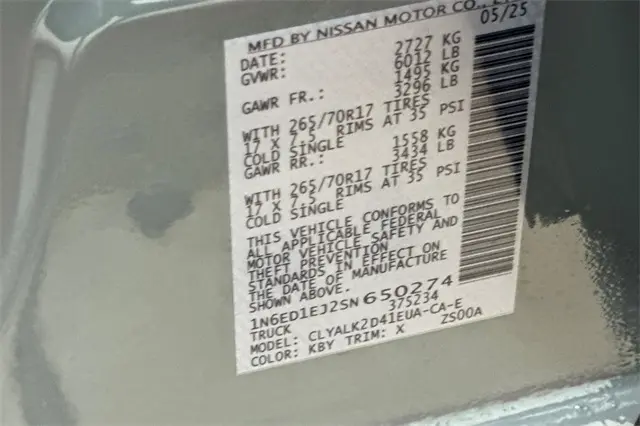 MFD BY NISSAN MOTOR CO.,
DATE: 05/25
GVWR: 2727 KG
6012 LB
GAWR FR.: 1495 KG
3296 LB
WITH 265/70R17 TIRES
17 X 7.5 RIMS AT 35 PSI
COLD SINGLE
GAWR RR.: 1558 KG
3434 LB
WITH 265/70R17 TIRES
17 X 7.5 RIMS AT 35 PSI
COLD SINGLE
THIS VEHICLE CONFORMS TO
ALL APPLICABLE FEDERAL
MOTOR VEHICLE SAFETY AND
THEFT PREVENTION
STANDARDS IN EFFECT ON
THE DATE OF MANUFACTURE
SHOWN ABOVE.
1N6ED1EJ2SN650274
TRUCK 375234
MODEL: CLYALK2D41EUA-CA-E
COLOR: KBY TRIM: X ZS00A